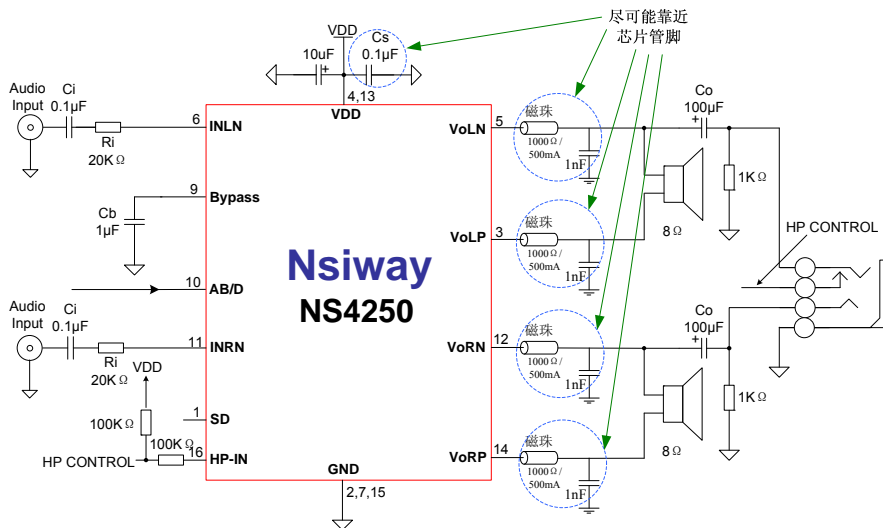 尽可能靠近
芯片管脚
VDD
Cs
10uF
+
0.1μF
4,13
VDD
Audio
Input
Ci
0.1μF
Ri
20KΩ
6
INLN
9
Bypass
Cb
1μF
10
AB/D
Audio
Input
Ci
0.1μF
Ri
20KΩ
11
INRN
VDD
100KΩ
1
SD
100KΩ
HP CONTROL
16
HP-IN
GND
2,7,15
Nsiway
NS4250
VoLN
5
磁珠
1000Ω/
500mA
1nF
VoLP
3
磁珠
1000Ω/
500mA
1nF
8Ω
Co
100μF
+
1KΩ
HP CONTROL
VoRN
12
磁珠
1000Ω/
500mA
1nF
VoRP
14
磁珠
1000Ω/
500mA
1nF
8Ω
Co
100μF
+
1KΩ